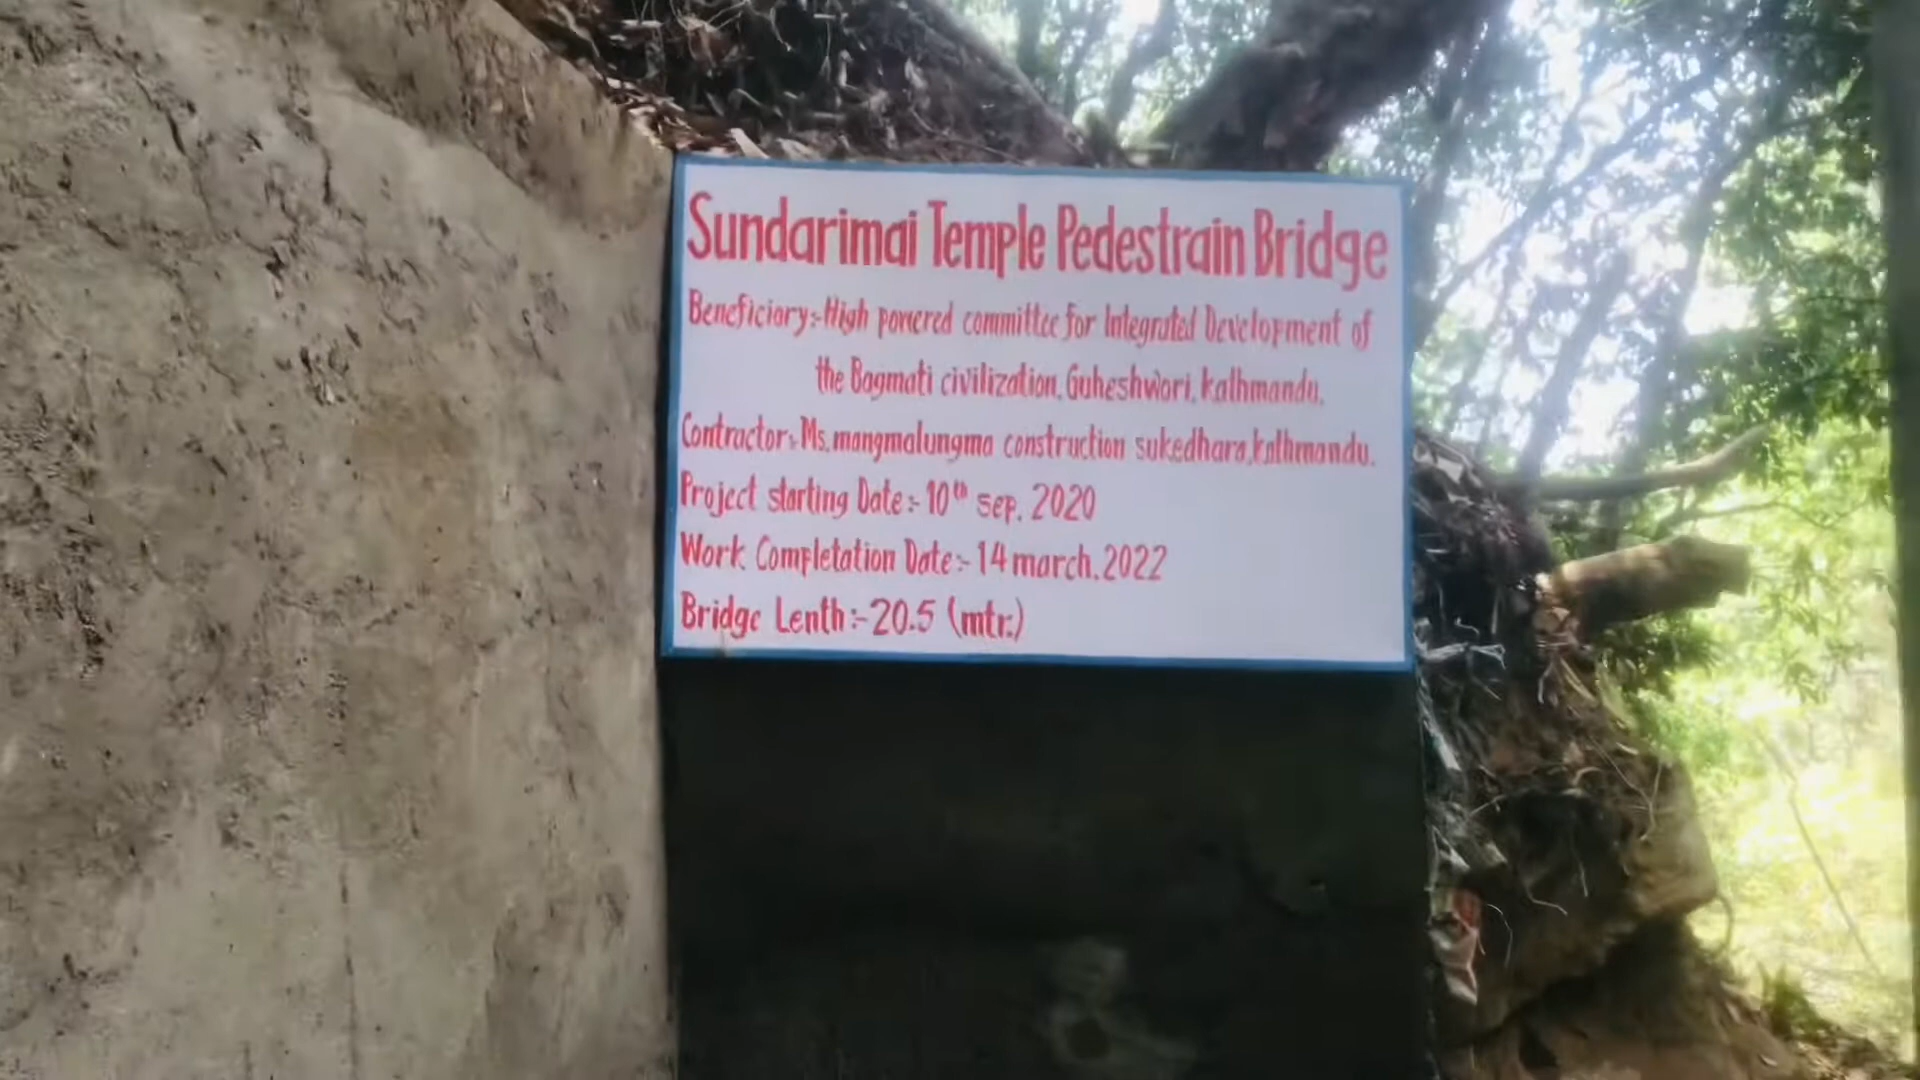 Sundarimai Temple Pedestrain Bridge
Beneficiory:-High powered committee for Integrated Development of
the Bagmati civilization, Guheshwori, kathmandu.
Contractor:-Ms. mangmalungma construction sukedhara, kathmandu.
Project starting Date:- 10th sep. 2020
Work Completation Date:- 14 march. 2022
Bridge Lenth:-20.5 (mtr.)